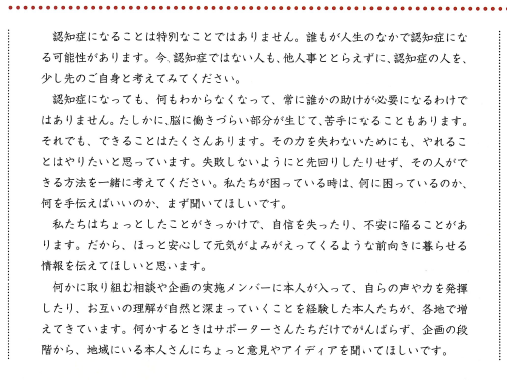 認知症になることは特別なことではありません。誰もが人生のなかで認知症にな
る可能性があります。今、認知症ではない人も、他人事ととらえずに、認知症の人を、
少し先のご自身と考えてみてください。
認知症になっても、何もわからなくなって、常に誰かの助けが必要になるわけで
はありません。たしかに、脳に働きづらい部分が生じて、苦手になることもあります。
それでも、できることはたくさんあります。その力を失わないためにも、やれるこ
とはやりたいと思っています。失敗しないようにと先回りしたりせず、その人がで
きる方法を一緒に考えてください。私たちが困っている時は、何に困っているのか、
何を手伝えばいいのか、まず聞いてほしいです。
私たちはちょっとしたことがきっかけで、自信を失ったり、不安に陥ることがあ
ります。だから、ほっと安心して元気がよみがえってくるような前向きに暮らせる
情報を伝えてほしいと思います。
何かに取り組む相談や企画の実施メンバーに本人が入って、自らの声や力を発揮
したり、お互いの理解が自然と深まっていくことを経験した本人たちが、各地で増
えてきています。何かするときはサポーターさんたちだけでがんばらず、企画の段
階から、地域にいる本人さんにちょっと意見やアイディアを聞いてほしいです。